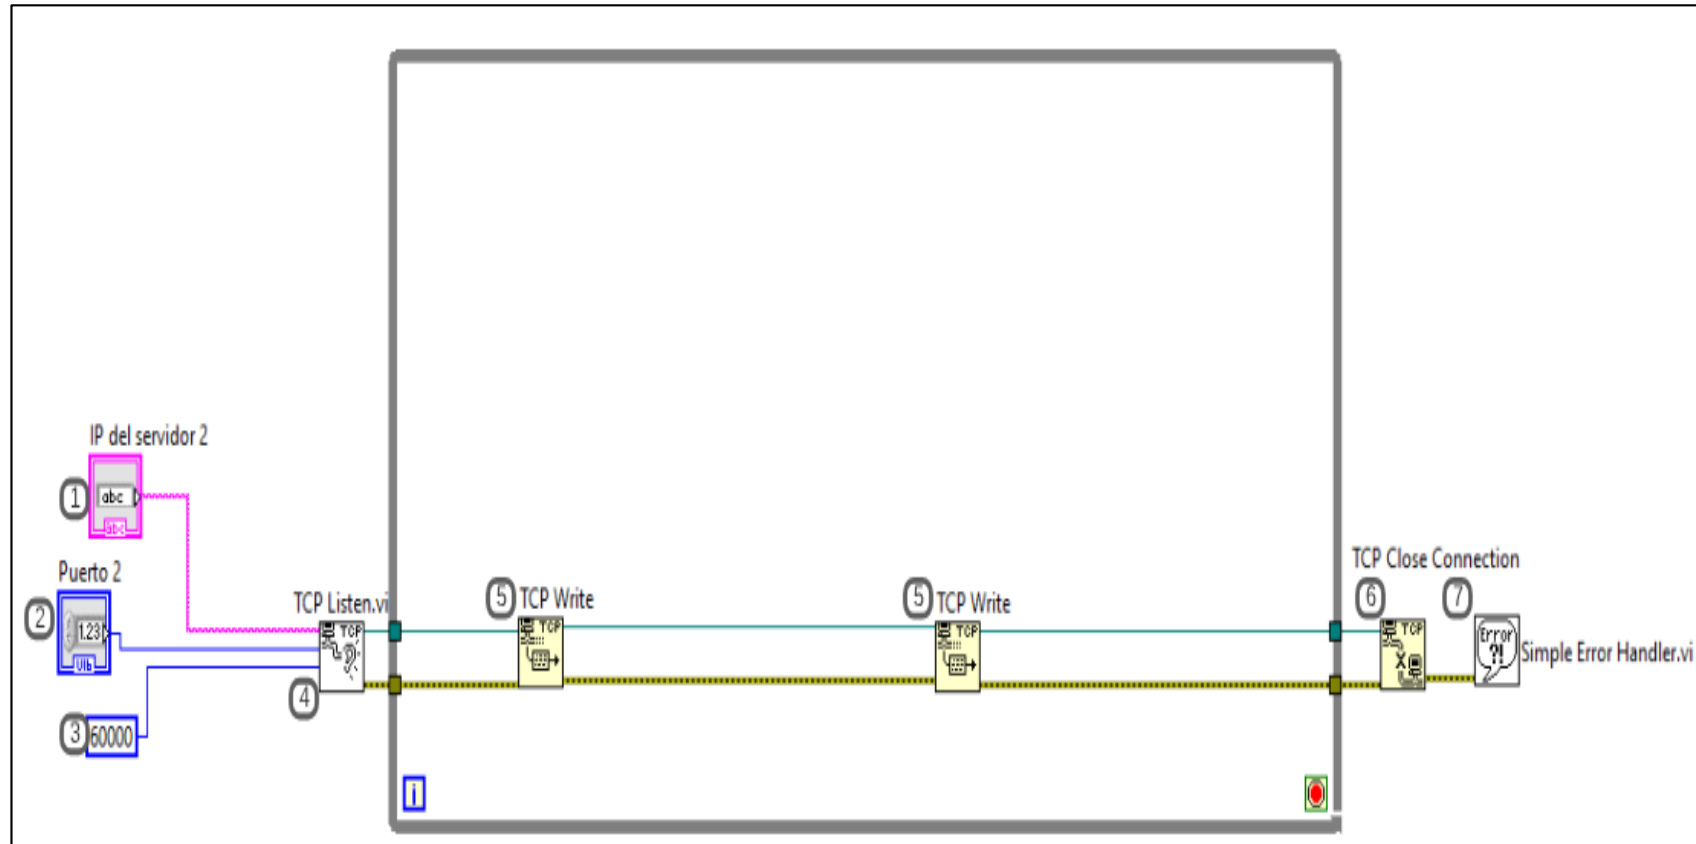 IP del servidor 2
1
abc
abc
Puerto 2
2
1.23
U16
3
60000
TCP Listen.vi
TCP
4
5
TCP Write
TCP
5
TCP Write
TCP
i
TCP Close Connection
6
7
TCP
Error
?!
Simple Error Handler.vi